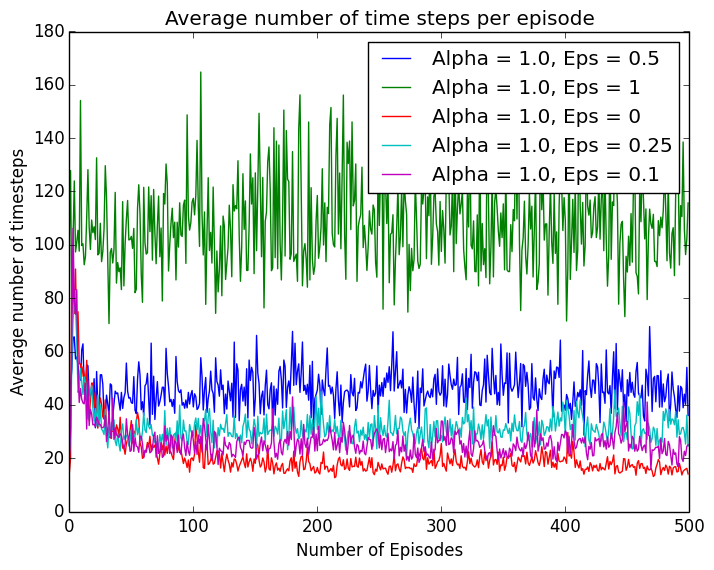 Average number of time steps per episode
180
160
140
120
100
80
60
40
20
0
Average number of timesteps
Alpha = 1.0, Eps = 0.5
Alpha = 1.0, Eps = 1
Alpha = 1.0, Eps = 0
Alpha = 1.0, Eps = 0.25
Alpha = 1.0, Eps = 0.1
0 100 200 300 400 500
Number of Episodes